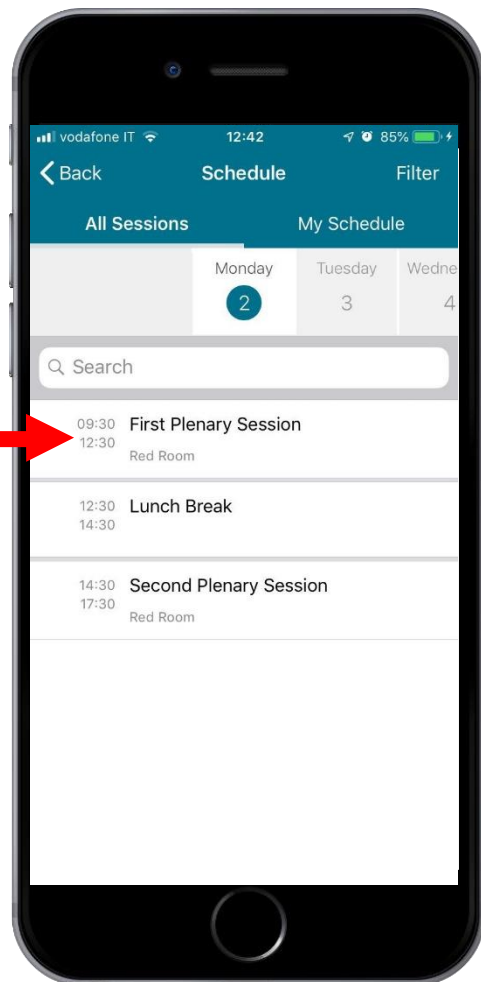 vodafone IT 12:42 85%
Back Schedule Filter
All Sessions My Schedule
Monday Tuesday Wedne
2 3 4
Search
09:30 First Plenary Session
12:30
Red Room
12:30 Lunch Break
14:30
14:30 Second Plenary Session
17:30
Red Room